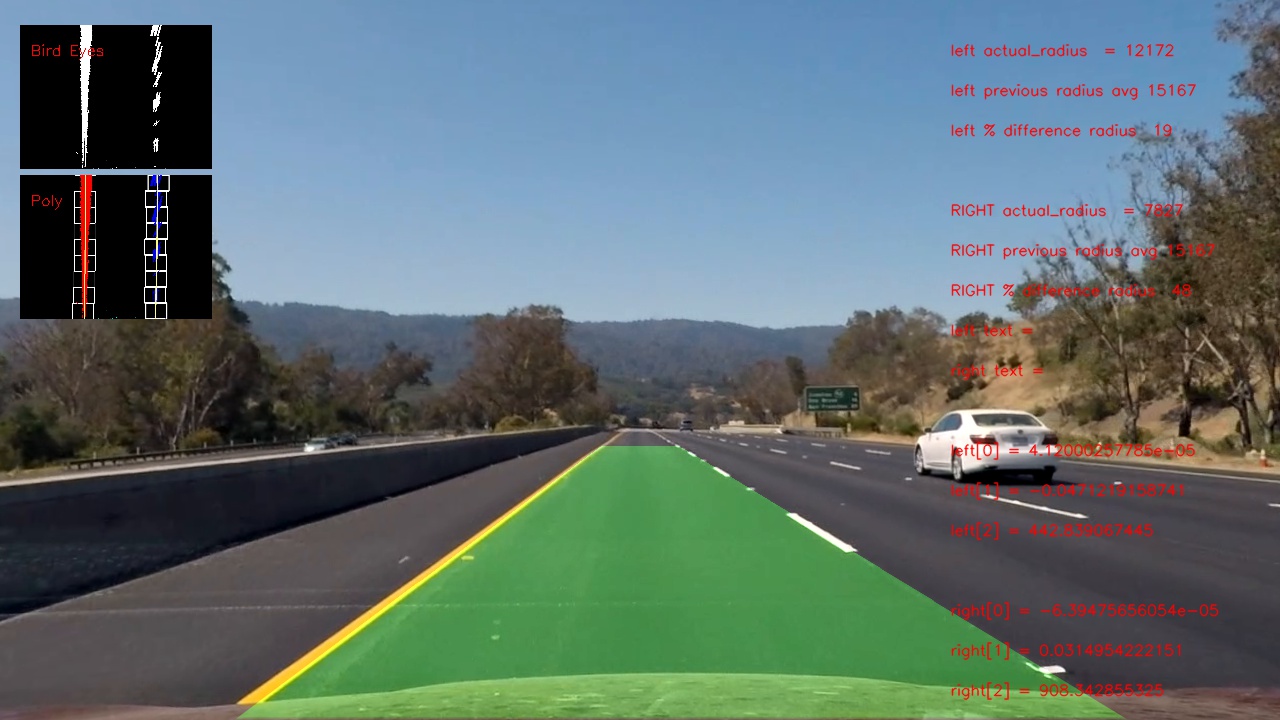 Bird Eyes
Poly
left actual_radius = 12172
left previous radius avg 15167
left % difference radius 19
RIGHT actual_radius = 7827
RIGHT previous radius avg 15167
RIGHT % difference radius 48
left text =
right text =
left[0] = 4.12000257785e-05
left[1] = -0.0471219158741
left[2] = 442.839067445
right[0] = -6.39475656054e-05
right[1] = 0.0314954222151
right[2] = 908.342855325